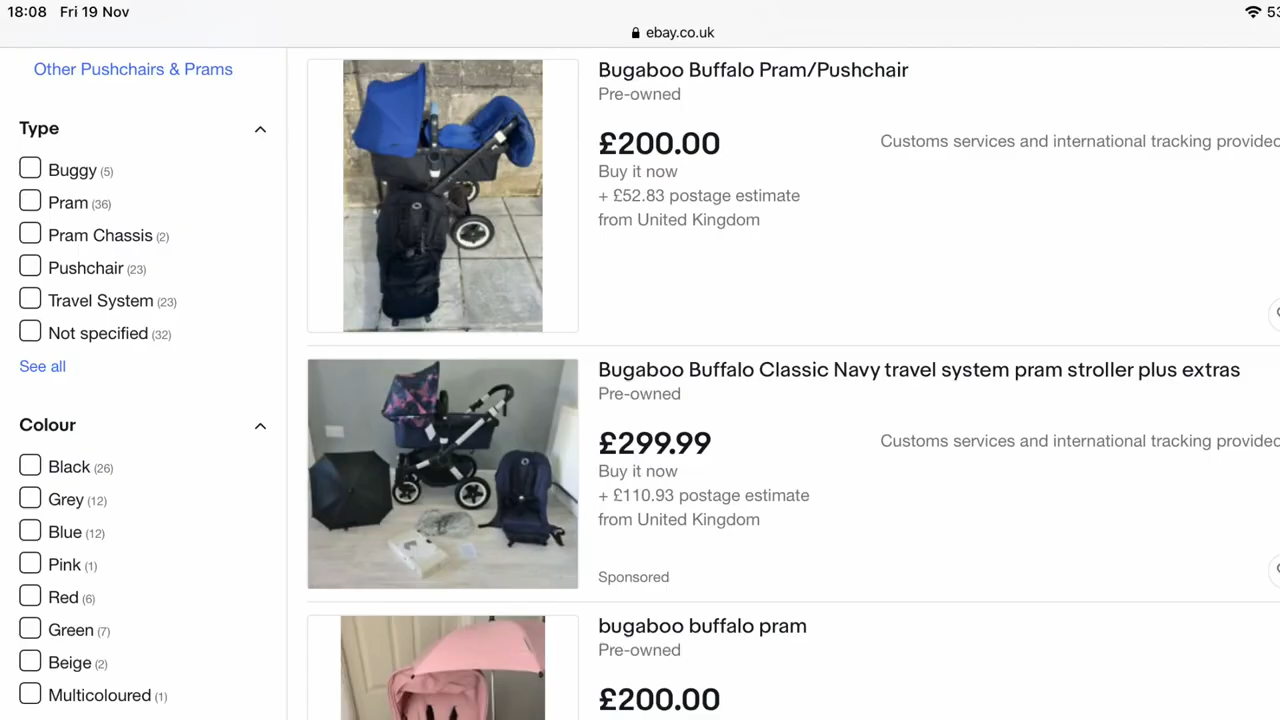 18:08 Fri 19 Nov
ebay.co.uk
Other Pushchairs & Prams
Type
Buggy (5)
Pram (36)
Pram Chassis (2)
Pushchair (23)
Travel System (23)
Not specified (32)
See all
Colour
Black (26)
Grey (12)
Blue (12)
Pink (1)
Red (6)
Green (7)
Beige (2)
Multicoloured (1)
Bugaboo Buffalo Pram/Pushchair
Pre-owned
£200.00
Customs services and international tracking provided
Buy it now
+ £52.83 postage estimate
from United Kingdom
Bugaboo Buffalo Classic Navy travel system pram stroller plus extras
Pre-owned
£299.99
Customs services and international tracking provided
Buy it now
+ £110.93 postage estimate
from United Kingdom
Sponsored
bugaboo buffalo pram
Pre-owned
£200.00